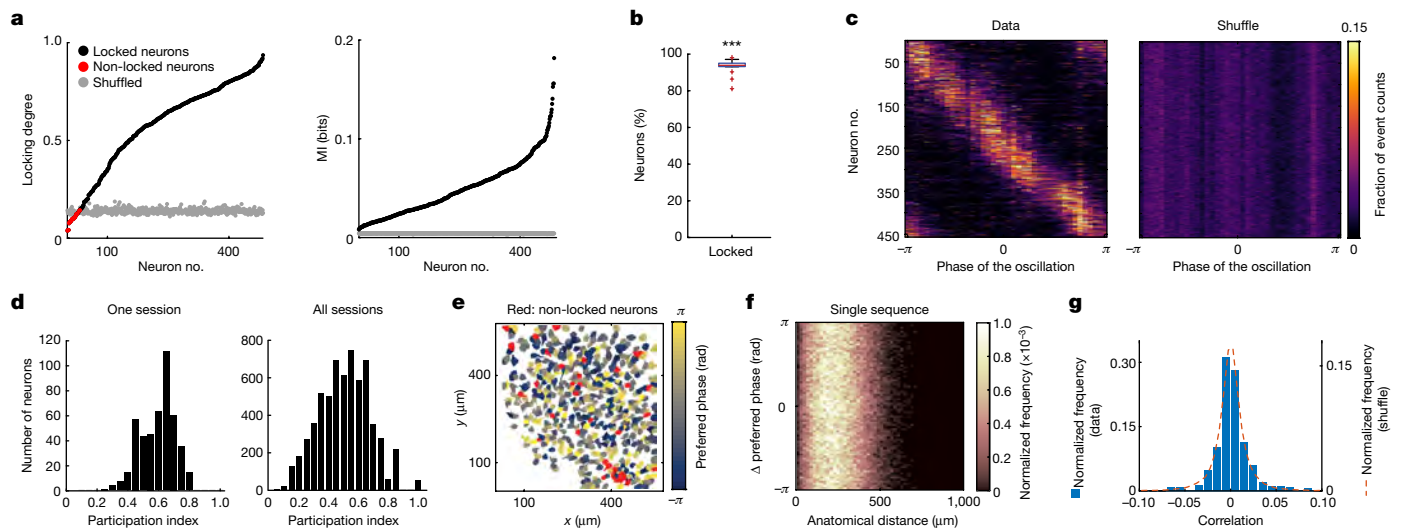 a
1.0
0.5
0
Locking degree
Locked neurons
Non-locked neurons
Shuffled
100
400
Neuron no.
0.2
0.1
0
MI (bits)
100
400
Neuron no.
b
***
100
80
60
40
20
0
Neurons (%)
Locked
c
Data
50
150
250
350
450
Neuron no.
−π
0
π
Phase of the oscillation
Shuffle
−π
0
π
Phase of the oscillation
0.15
0
Fraction of event counts
d
One session
120
100
80
60
40
20
0
Number of neurons
0
0.2
0.4
0.6
0.8
1.0
Participation index
All sessions
800
600
400
200
0
0
0.2
0.4
0.6
0.8
1.0
Participation index
e
Red: non-locked neurons
400
100
y (μm)
100
400
x (μm)
π
−π
Preferred phase (rad)
f
Single sequence
π
0
−π
Δ preferred phase (rad)
0
500
1,000
Anatomical distance (μm)
1.0
0.8
0.6
0.4
0.2
0
Normalized frequency (×10⁻³)
g
Normalized frequency
(data)
0.30
0.15
0
−0.10
−0.05
0
0.05
0.10
Correlation
0.15
0
Normalized frequency
(shuffle)